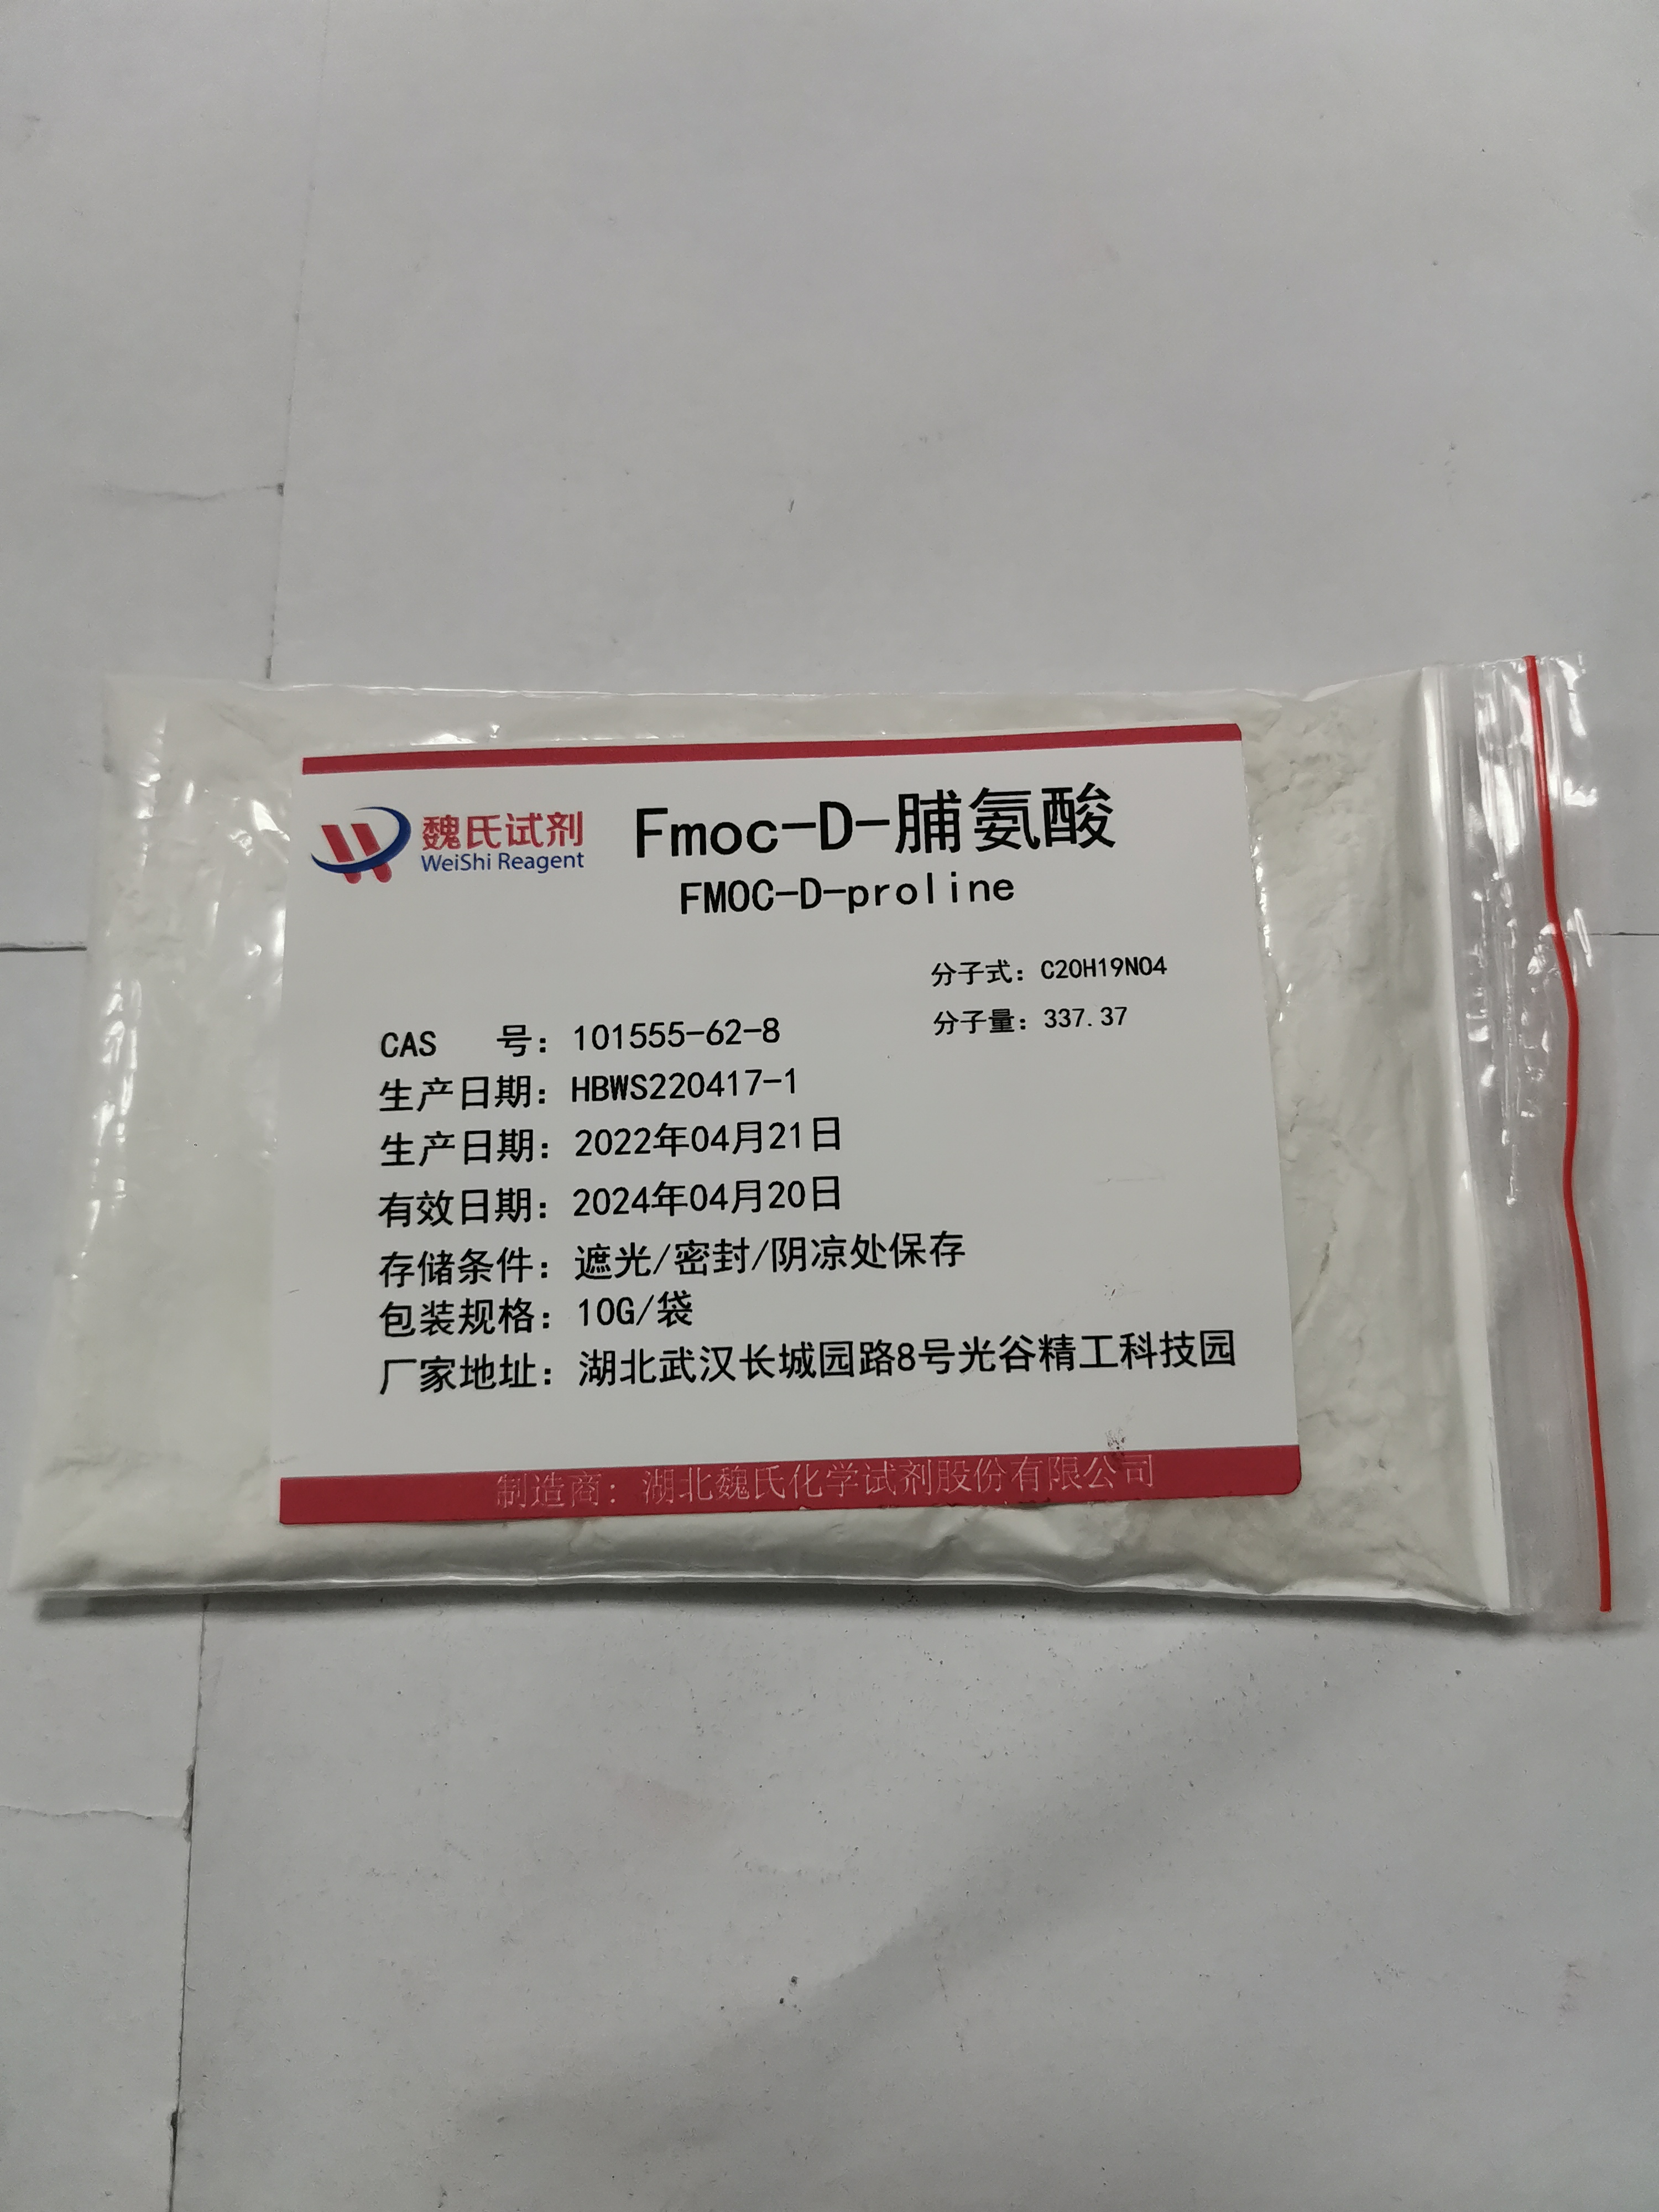 魏氏试剂
WeiShi Reagent
Fmoc-D-脯氨酸
FMOC-D-proline
分子式：C20H19NO4
分子量：337.37
CAS 号：101555-62-8
生产日期：HBWS220417-1
生产日期：2022年04月21日
有效日期：2024年04月20日
存储条件：遮光/密封/阴凉处保存
包装规格：10G/袋
厂家地址：湖北武汉长城园路8号光谷精工科技园
制造商：湖北魏氏化学试剂股份有限公司